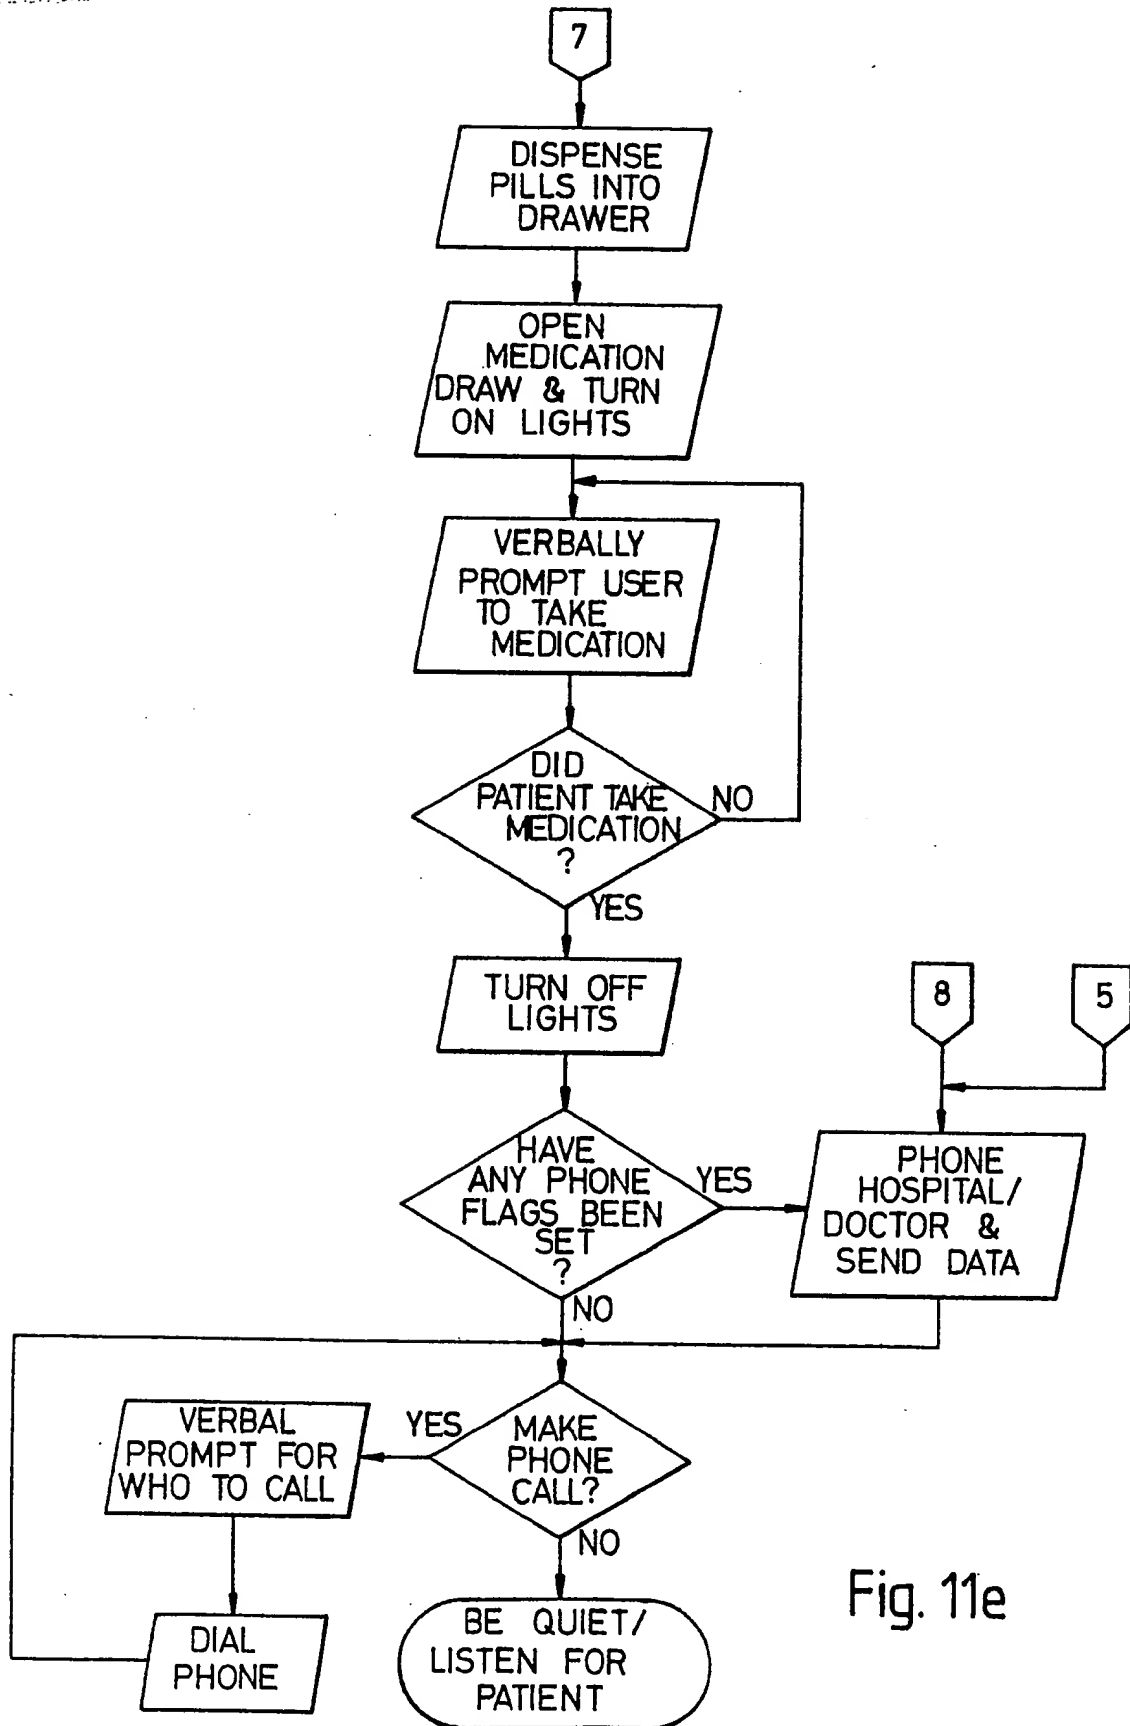 7
DISPENSE
PILLS INTO
DRAWER
OPEN
MEDICATION
DRAW & TURN
ON LIGHTS
VERBALLY
PROMPT USER
TO TAKE
MEDICATION
DID
PATIENT TAKE
MEDICATION
?
NO
YES
TURN OFF
LIGHTS
8
5
HAVE
ANY PHONE
FLAGS BEEN
SET
?
YES
NO
PHONE
HOSPITAL/
DOCTOR &
SEND DATA
MAKE
PHONE
CALL?
YES
NO
VERBAL
PROMPT FOR
WHO TO CALL
DIAL
PHONE
BE QUIET/
LISTEN FOR
PATIENT
Fig. 11e